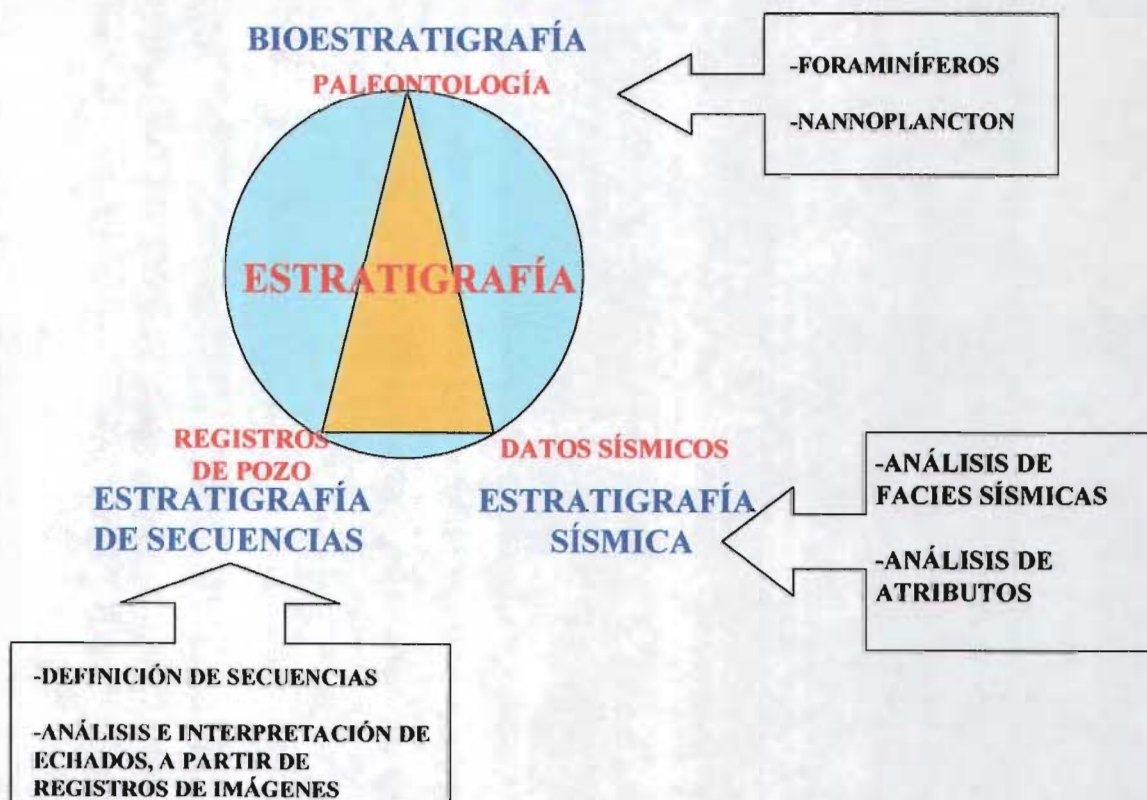 BIOESTRATIGRAFÍA
PALEONTOLOGÍA
-FORAMINÍFEROS
-NANNOPLANCTON
ESTRATIGRAFÍA
REGISTROS
DE POZO
DATOS SÍSMICOS
ESTRATIGRAFÍA
DE SECUENCIAS
ESTRATIGRAFÍA
SÍSMICA
-ANÁLISIS DE
FACIES SÍSMICAS
-ANÁLISIS DE
ATRIBUTOS
-DEFINICIÓN DE SECUENCIAS
-ANÁLISIS E INTERPRETACIÓN DE
ECHADOS, A PARTIR DE
REGISTROS DE IMÁGENES